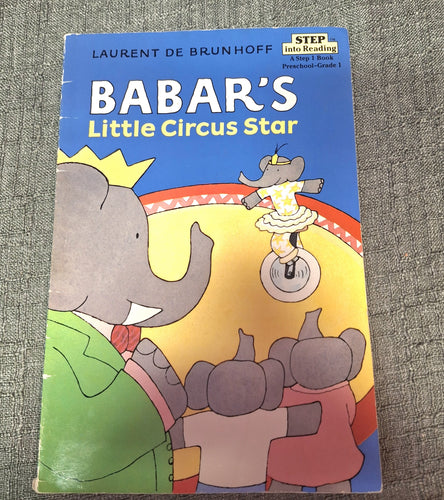 LAURENT DE BRUNHOFF
STEP
into Reading
A Step 1 Book
Preschool–Grade 1
BABAR'S
Little Circus Star